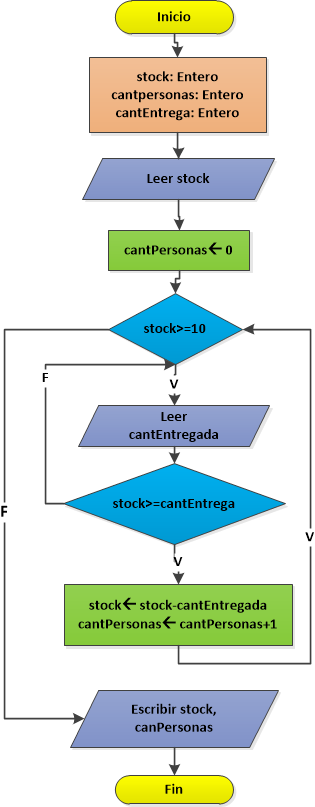 Inicio
stock: Entero
cantpersonas: Entero
cantEntrega: Entero
Leer stock
cantPersonas← 0
stock>=10
F
V
Leer
cantEntregada
stock>=cantEntrega
F
V
V
stock← stock-cantEntregada
cantPersonas← cantPersonas+1
Escribir stock,
canPersonas
Fin